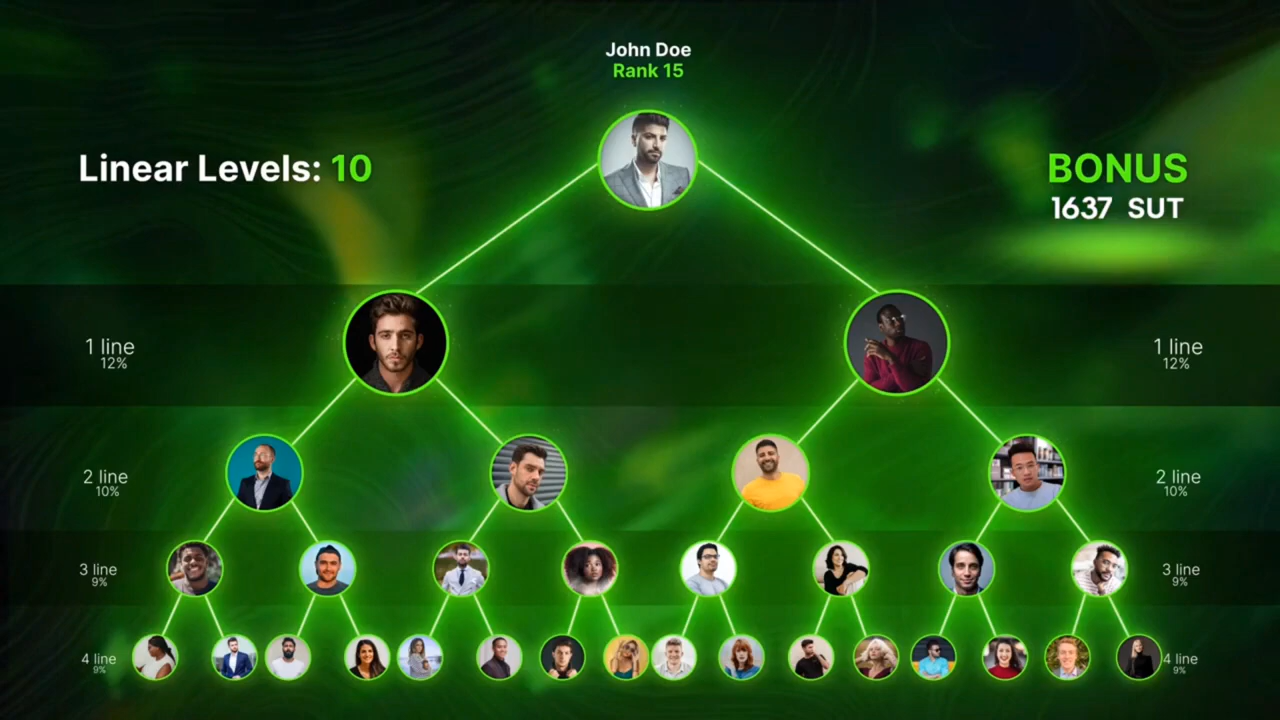 John Doe
Rank 15
Linear Levels: 10
BONUS
1637 SUT
1 line
12%
1 line
12%
2 line
10%
2 line
10%
3 line
9%
3 line
9%
4 line
9%
4 line
9%